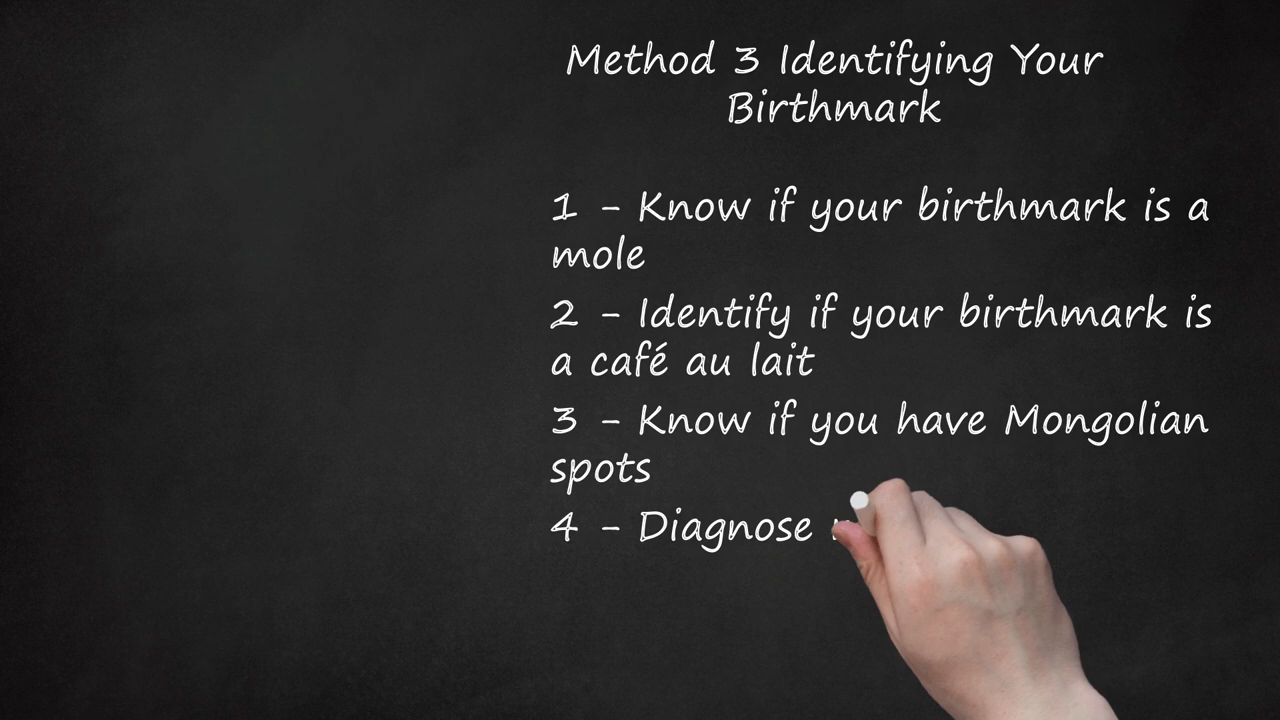 Method 3 Identifying Your
Birthmark
1 - Know if your birthmark is a
mole
2 - Identify if your birthmark is
a café au lait
3 - Know if you have Mongolian
spots
4 - Diagnose